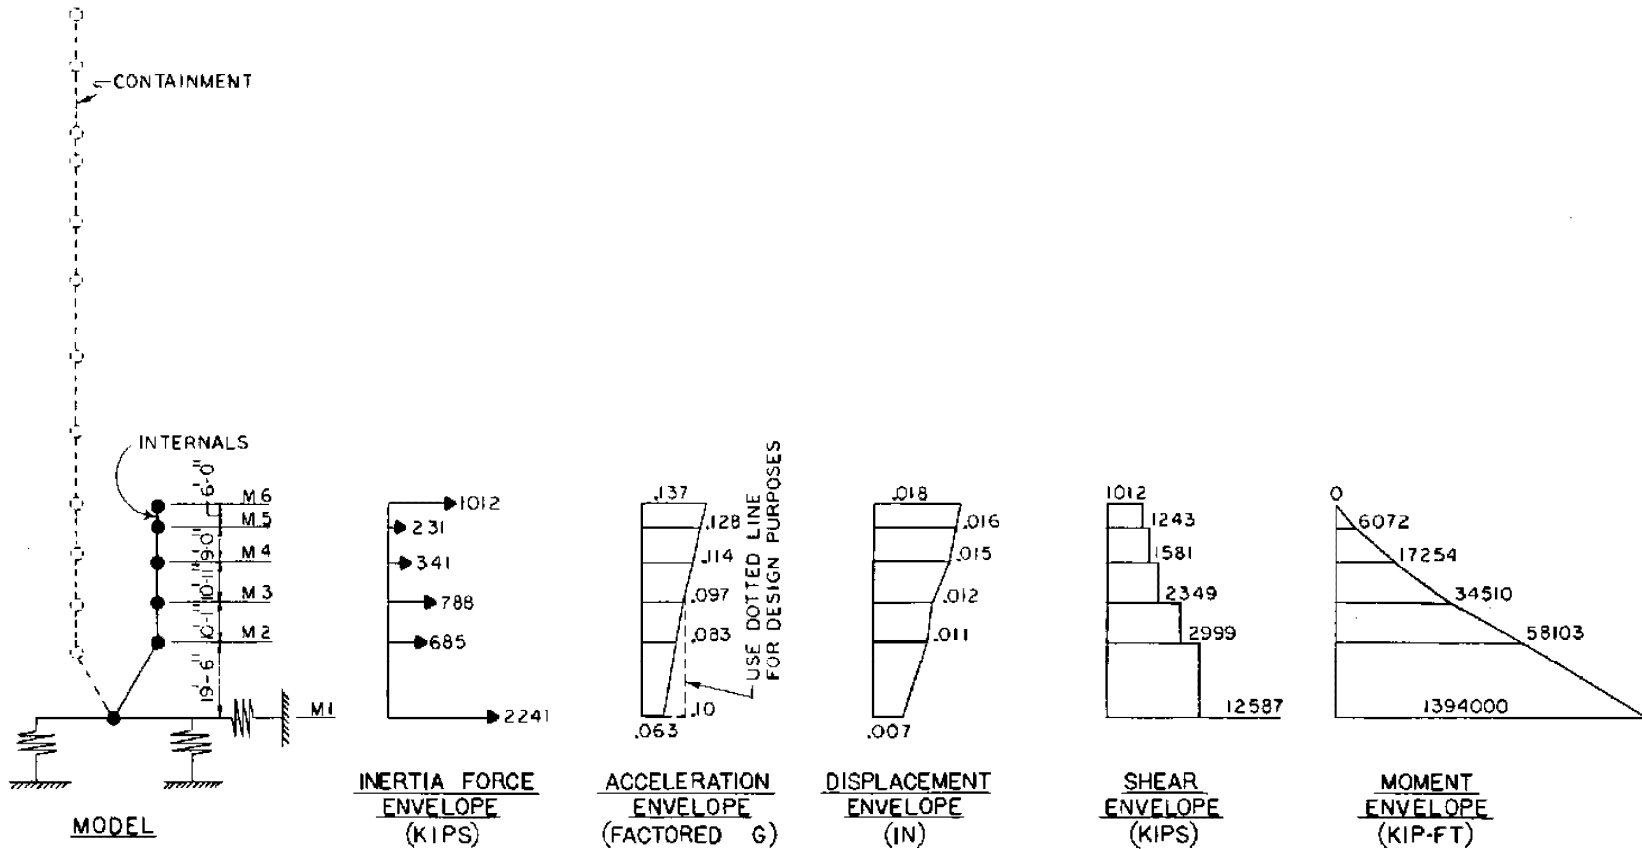 CONTAINMENT
INTERNALS
6'-0"
9'-0"
10'-11"
10'-1"
19'-6"
M6
M5
M4
M3
M2
M1
MODEL
1012
231
341
788
685
2241
INERTIA FORCE
ENVELOPE
(KIPS)
.137
.128
.114
.097
.083
.10
.063
USE DOTTED LINE
FOR DESIGN PURPOSES
ACCELERATION
ENVELOPE
(FACTORED G)
.018
.016
.015
.012
.011
.007
DISPLACEMENT
ENVELOPE
(IN)
1012
1243
1581
2349
2999
12587
SHEAR
ENVELOPE
(KIPS)
0
6072
17254
34510
58103
1394000
MOMENT
ENVELOPE
(KIP-FT)